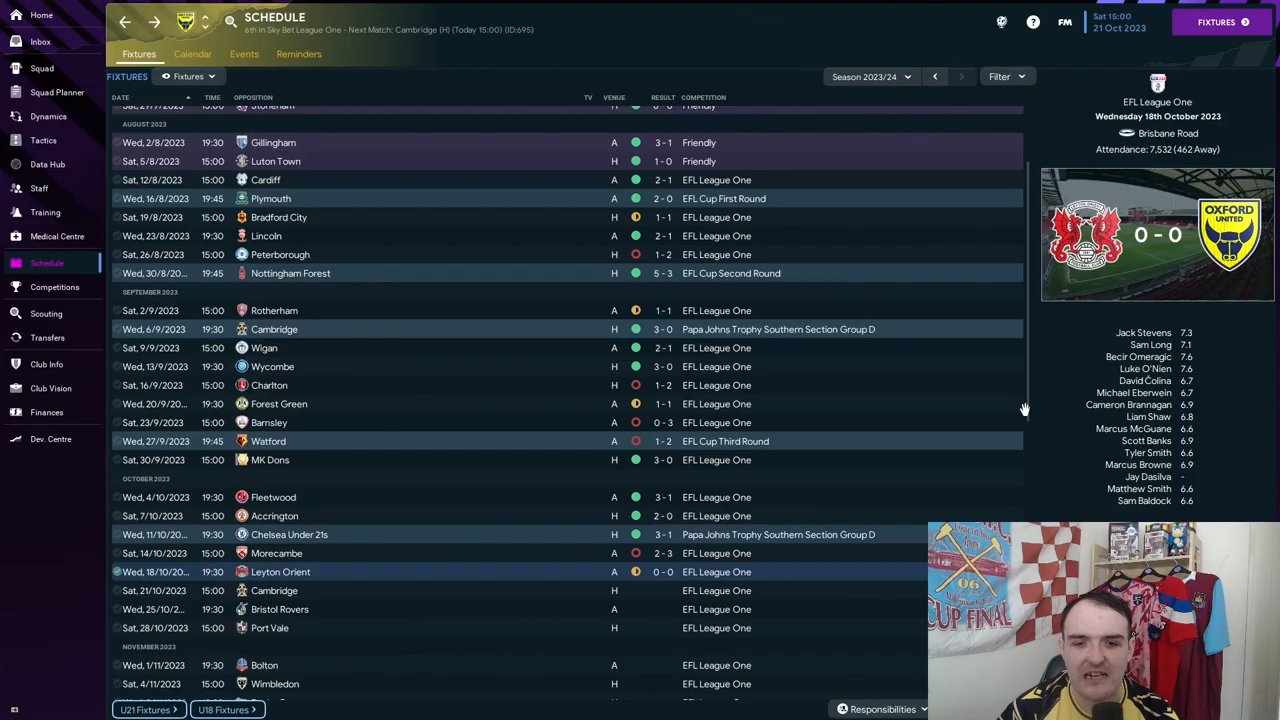 Home
Inbox
Squad
Squad Planner
Dynamics
Tactics
Data Hub
Staff
Training
Medical Centre
Schedule
Competitions
Scouting
Transfers
Club Info
Club Vision
Finances
Dev. Centre
SCHEDULE
6th in Sky Bet League One - Next Match: Cambridge (H) (Today 15:00) (ID:695)
FM
Sat 15:00
21 Oct 2023
FIXTURES
Fixtures Calendar Events Reminders
FIXTURES Fixtures Season 2023/24 Filter
DATE TIME OPPOSITION TV VENUE RESULT COMPETITION
AUGUST 2023
Wed, 2/8/2023 19:30 Gillingham A 3 - 1 Friendly
Sat, 5/8/2023 15:00 Luton Town H 1 - 0 Friendly
Sat, 12/8/2023 15:00 Cardiff A 2 - 1 EFL League One
Wed, 16/8/2023 19:45 Plymouth A 2 - 0 EFL Cup First Round
Sat, 19/8/2023 15:00 Bradford City H 1 - 1 EFL League One
Wed, 23/8/2023 19:30 Lincoln A 2 - 1 EFL League One
Sat, 26/8/2023 15:00 Peterborough H 1 - 2 EFL League One
Wed, 30/8/20... 19:45 Nottingham Forest H 5 - 3 EFL Cup Second Round
SEPTEMBER 2023
Sat, 2/9/2023 15:00 Rotherham A 1 - 1 EFL League One
Wed, 6/9/2023 19:30 Cambridge H 3 - 0 Papa Johns Trophy Southern Section Group D
Sat, 9/9/2023 15:00 Wigan A 2 - 1 EFL League One
Wed, 13/9/2023 19:30 Wycombe H 3 - 0 EFL League One
Sat, 16/9/2023 15:00 Charlton H 1 - 2 EFL League One
Wed, 20/9/20... 19:30 Forest Green A 1 - 1 EFL League One
Sat, 23/9/2023 15:00 Barnsley A 0 - 3 EFL League One
Wed, 27/9/2023 19:45 Watford A 1 - 2 EFL Cup Third Round
Sat, 30/9/2023 15:00 MK Dons H 3 - 0 EFL League One
OCTOBER 2023
Wed, 4/10/2023 19:30 Fleetwood A 3 - 1 EFL League One
Sat, 7/10/2023 15:00 Accrington H 2 - 0 EFL League One
Wed, 11/10/20... 19:30 Chelsea Under 21s H 3 - 1 Papa Johns Trophy Southern Section Group D
Sat, 14/10/2023 15:00 Morecambe A 2 - 3 EFL League One
Wed, 18/10/20... 19:30 Leyton Orient A 0 - 0 EFL League One
Sat, 21/10/2023 15:00 Cambridge H EFL League One
Wed, 25/10/2... 19:30 Bristol Rovers A EFL League One
Sat, 28/10/2023 15:00 Port Vale H EFL League One
NOVEMBER 2023
Wed, 1/11/2023 19:30 Bolton A EFL League One
Sat, 4/11/2023 15:00 Wimbledon H EFL League One
U21 Fixtures U18 Fixtures Responsibilities
EFL League One
Wednesday 18th October 2023
Brisbane Road
Attendance: 7,532 (462 Away)
0 - 0
OXFORD
UNITED
Jack Stevens 7.3
Sam Long 7.1
Becir Omeragic 7.6
Luke O'Nien 7.6
David Čolina 6.7
Michael Eberwein 6.7
Cameron Brannagan 6.9
Liam Shaw 6.8
Marcus McGuane 6.6
Scott Banks 6.9
Tyler Smith 6.6
Marcus Browne 6.9
Jay Dasilva -
Matthew Smith 6.6
Sam Baldock 6.6
06
CUP FINAL